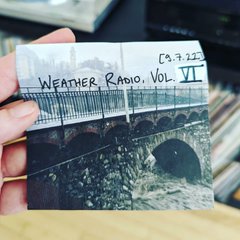 [9.7.22]
WEATHER RADIO, VOL. VI